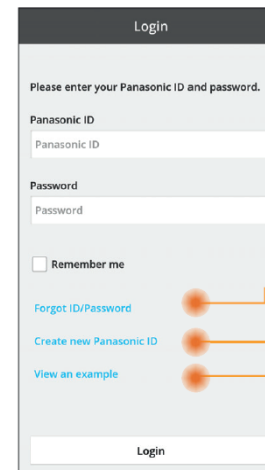 Login
Please enter your Panasonic ID and password.
Panasonic ID
Panasonic ID
Password
Password
Remember me
Forgot ID/Password
Create new Panasonic ID
View an example
Login